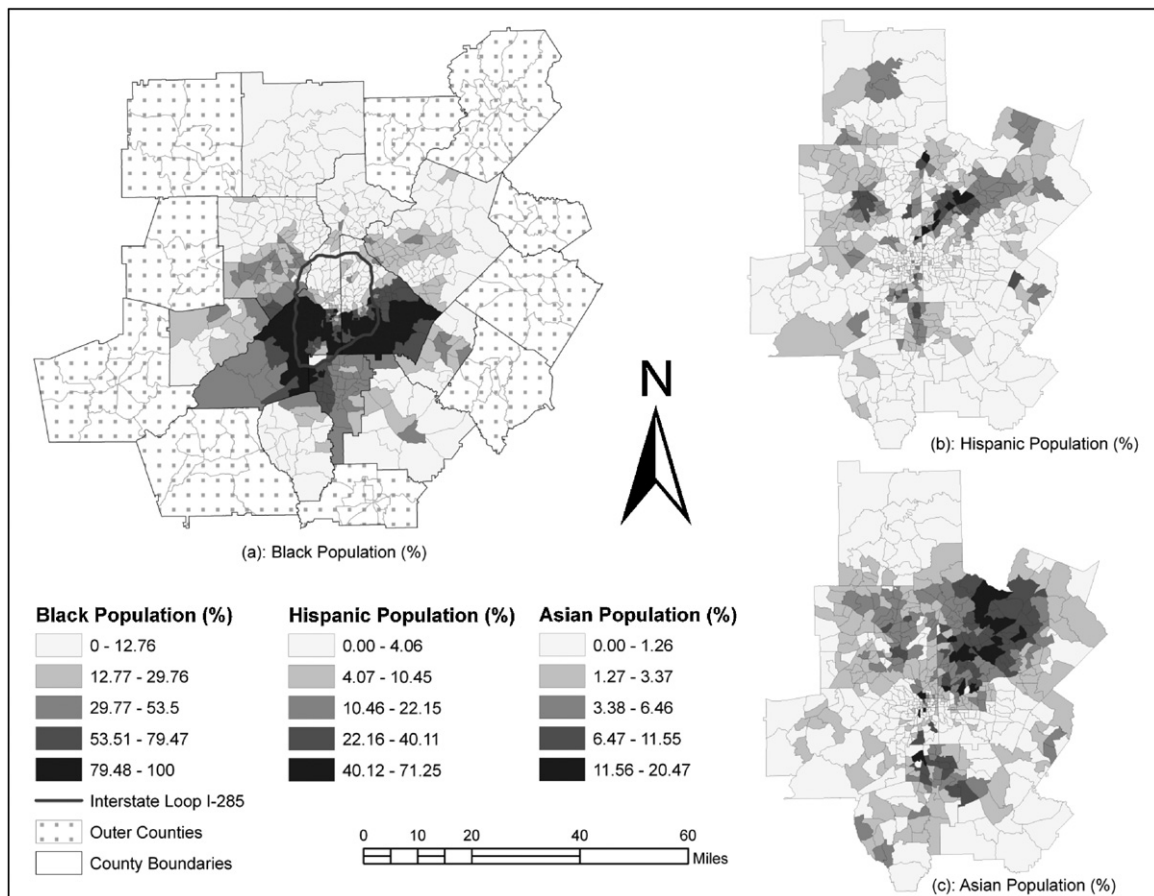 N
(a): Black Population (%)
(b): Hispanic Population (%)
(c): Asian Population (%)
Black Population (%)
0 - 12.76
12.77 - 29.76
29.77 - 53.5
53.51 - 79.47
79.48 - 100
Interstate Loop I-285
Outer Counties
County Boundaries
Hispanic Population (%)
0.00 - 4.06
4.07 - 10.45
10.46 - 22.15
22.16 - 40.11
40.12 - 71.25
Asian Population (%)
0.00 - 1.26
1.27 - 3.37
3.38 - 6.46
6.47 - 11.55
11.56 - 20.47
0 10 20 40 60
Miles